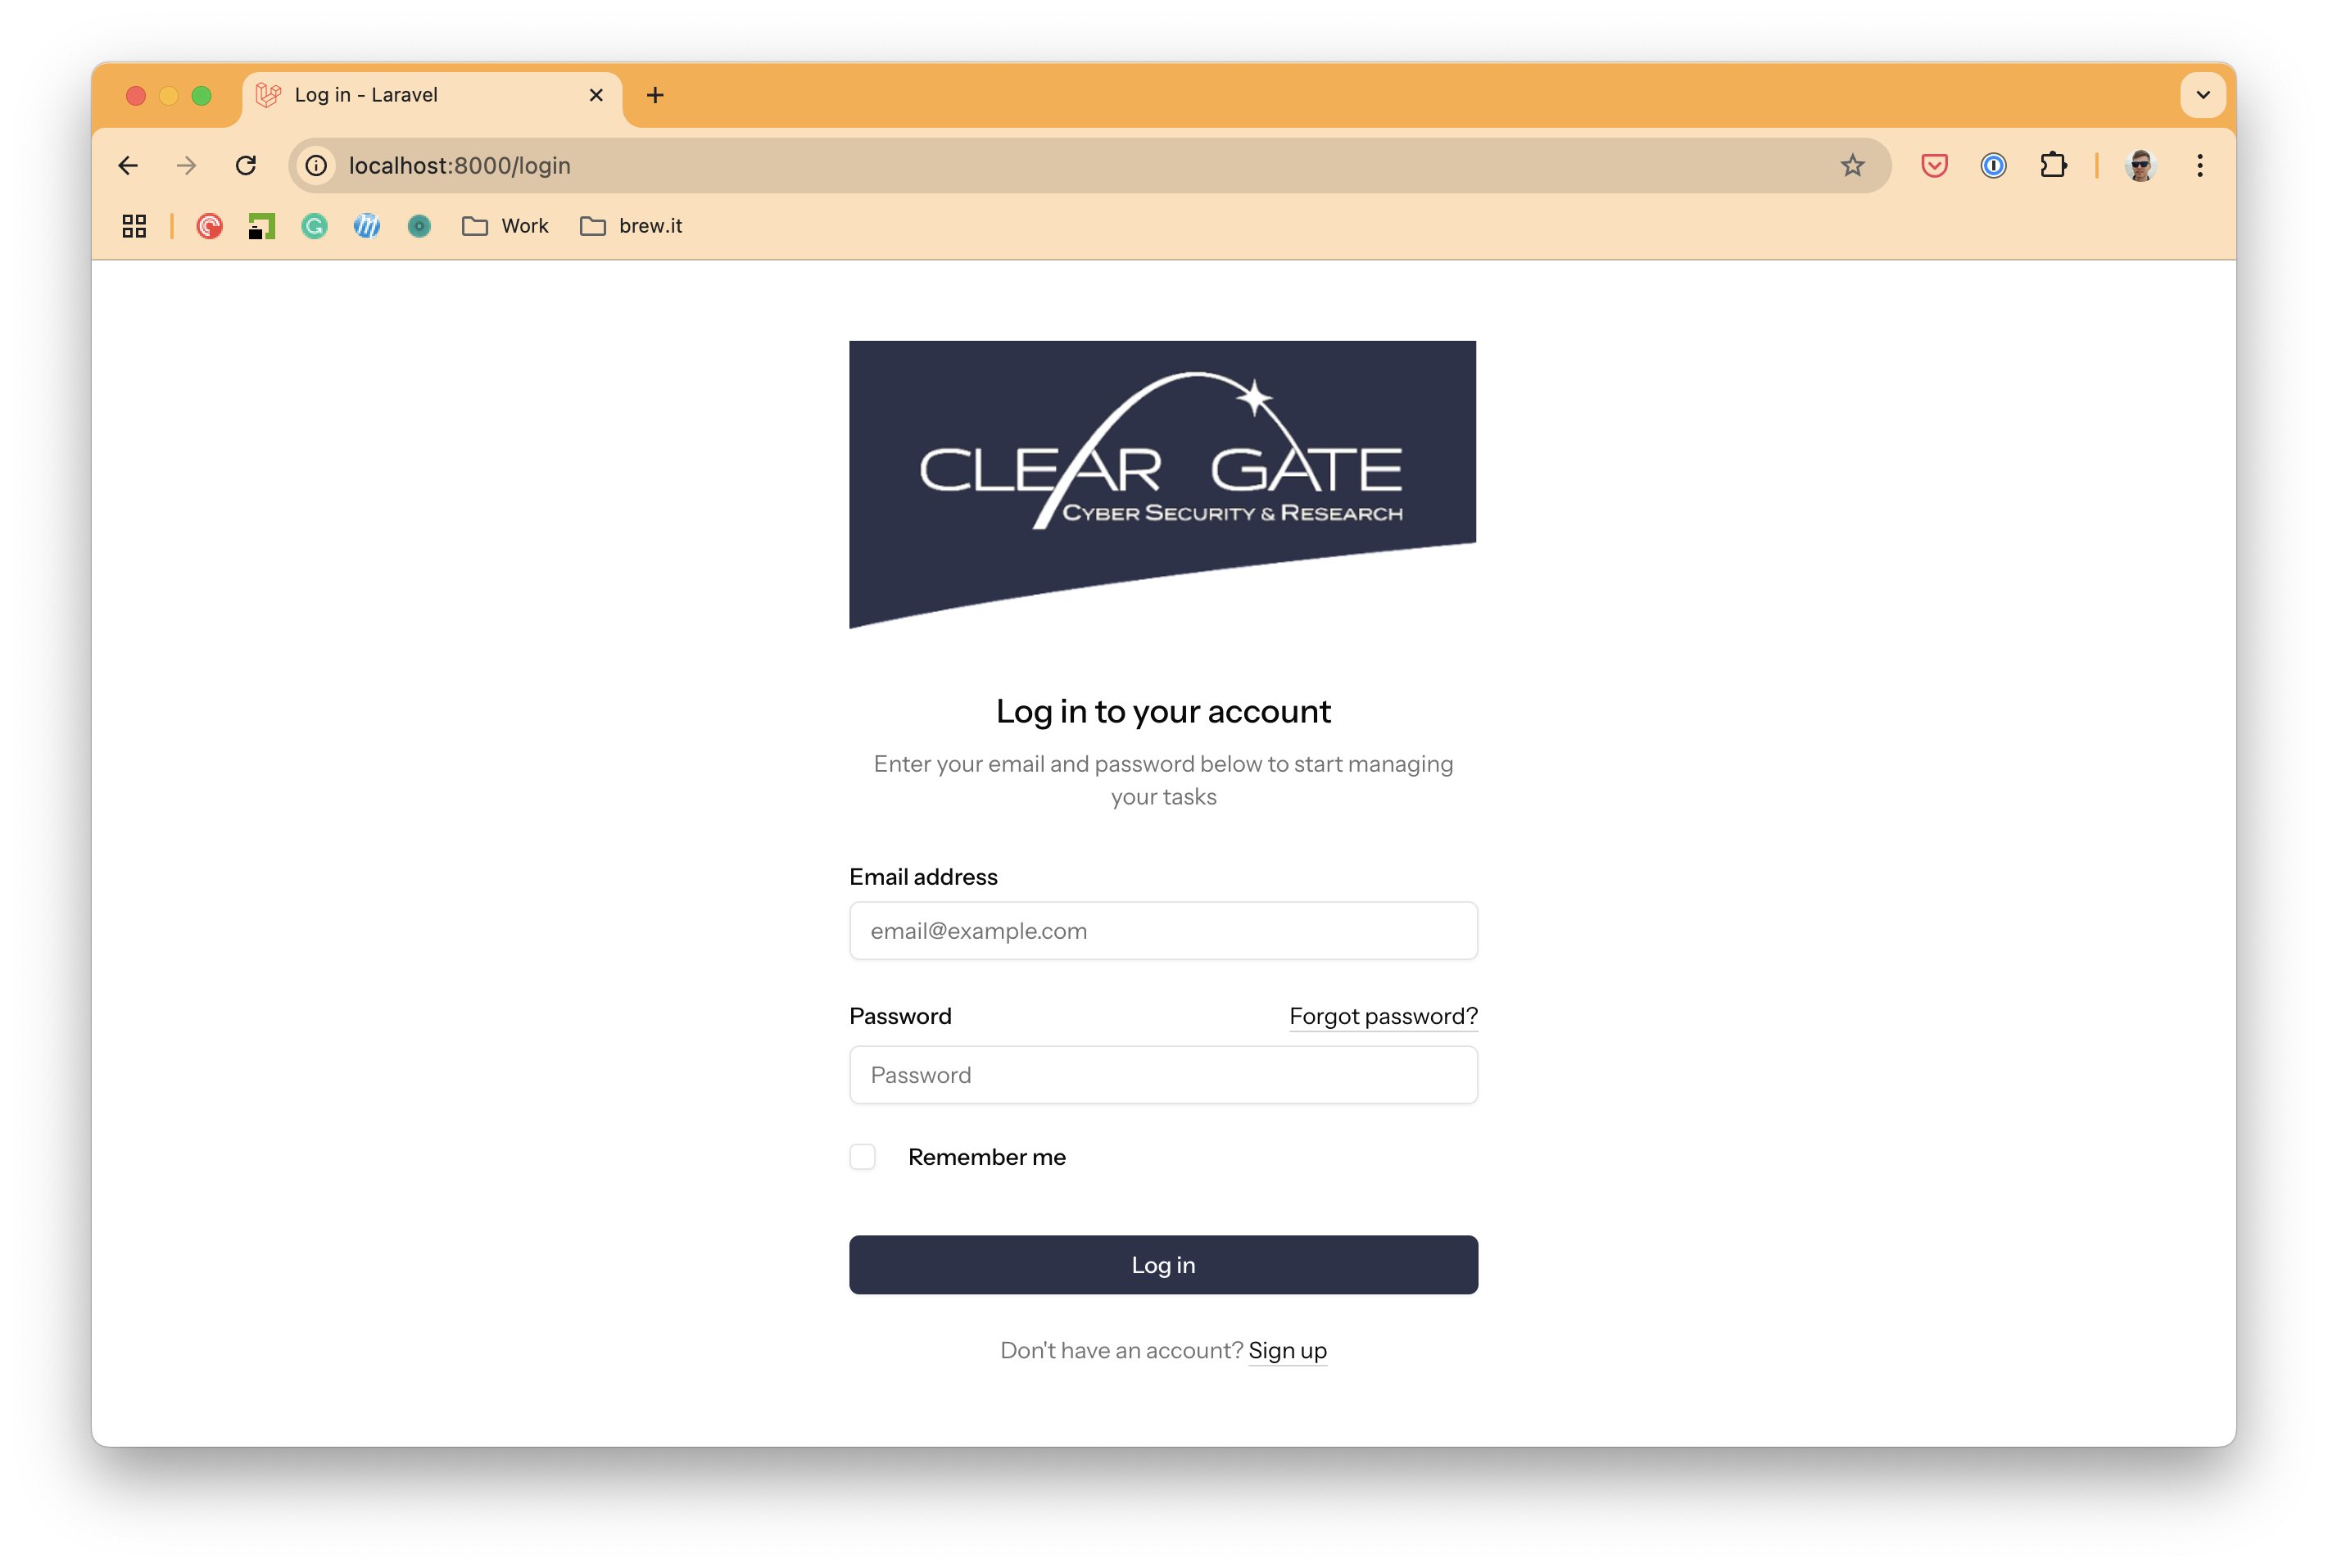 Log in - Laravel
localhost:8000/login
Work
brew.it
CLEAR GATE
CYBER SECURITY & RESEARCH
Log in to your account
Enter your email and password below to start managing
your tasks
Email address
email@example.com
Password
Forgot password?
Password
Remember me
Log in
Don't have an account? Sign up